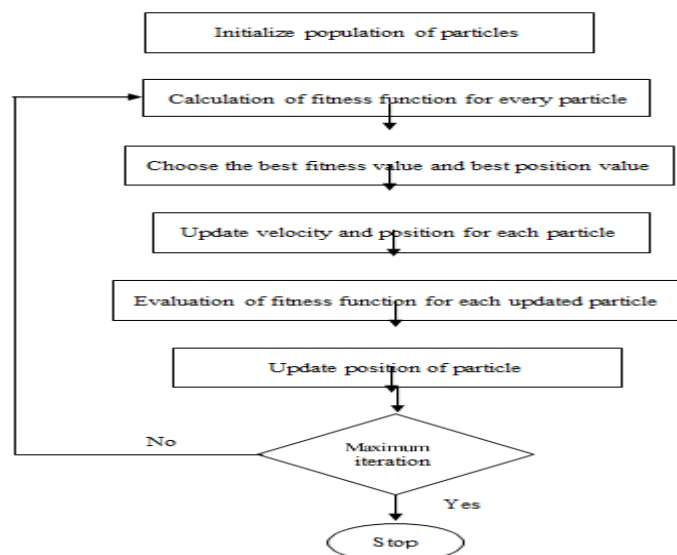 Initialize population of particles
Calculation of fitness function for every particle
Choose the best fitness value and best position value
Update velocity and position for each particle
Evaluation of fitness function for each updated particle
Update position of particle
Maximum
iteration
No
Yes
Stop